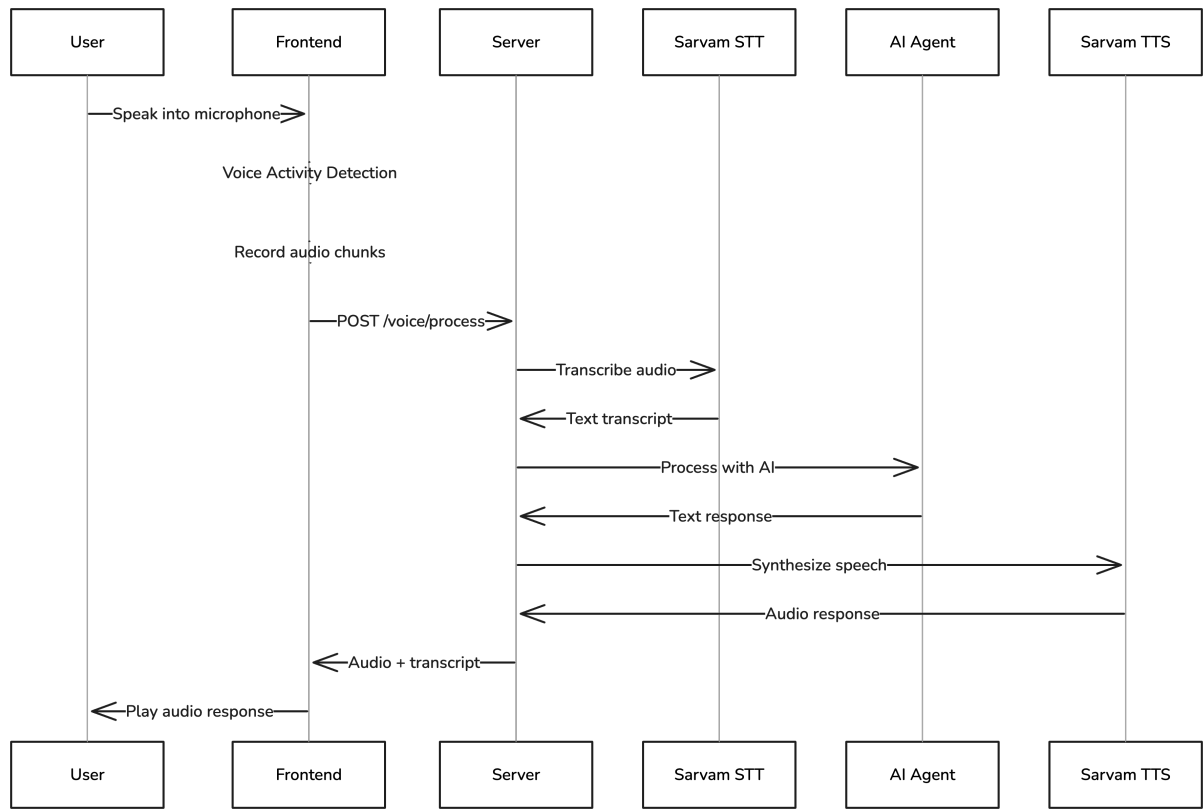 User
Frontend
Server
Sarvam STT
AI Agent
Sarvam TTS
Speak into microphone
Voice Activity Detection
Record audio chunks
POST /voice/process
Transcribe audio
Text transcript
Process with AI
Text response
Synthesize speech
Audio response
Audio + transcript
Play audio response
User
Frontend
Server
Sarvam STT
AI Agent
Sarvam TTS